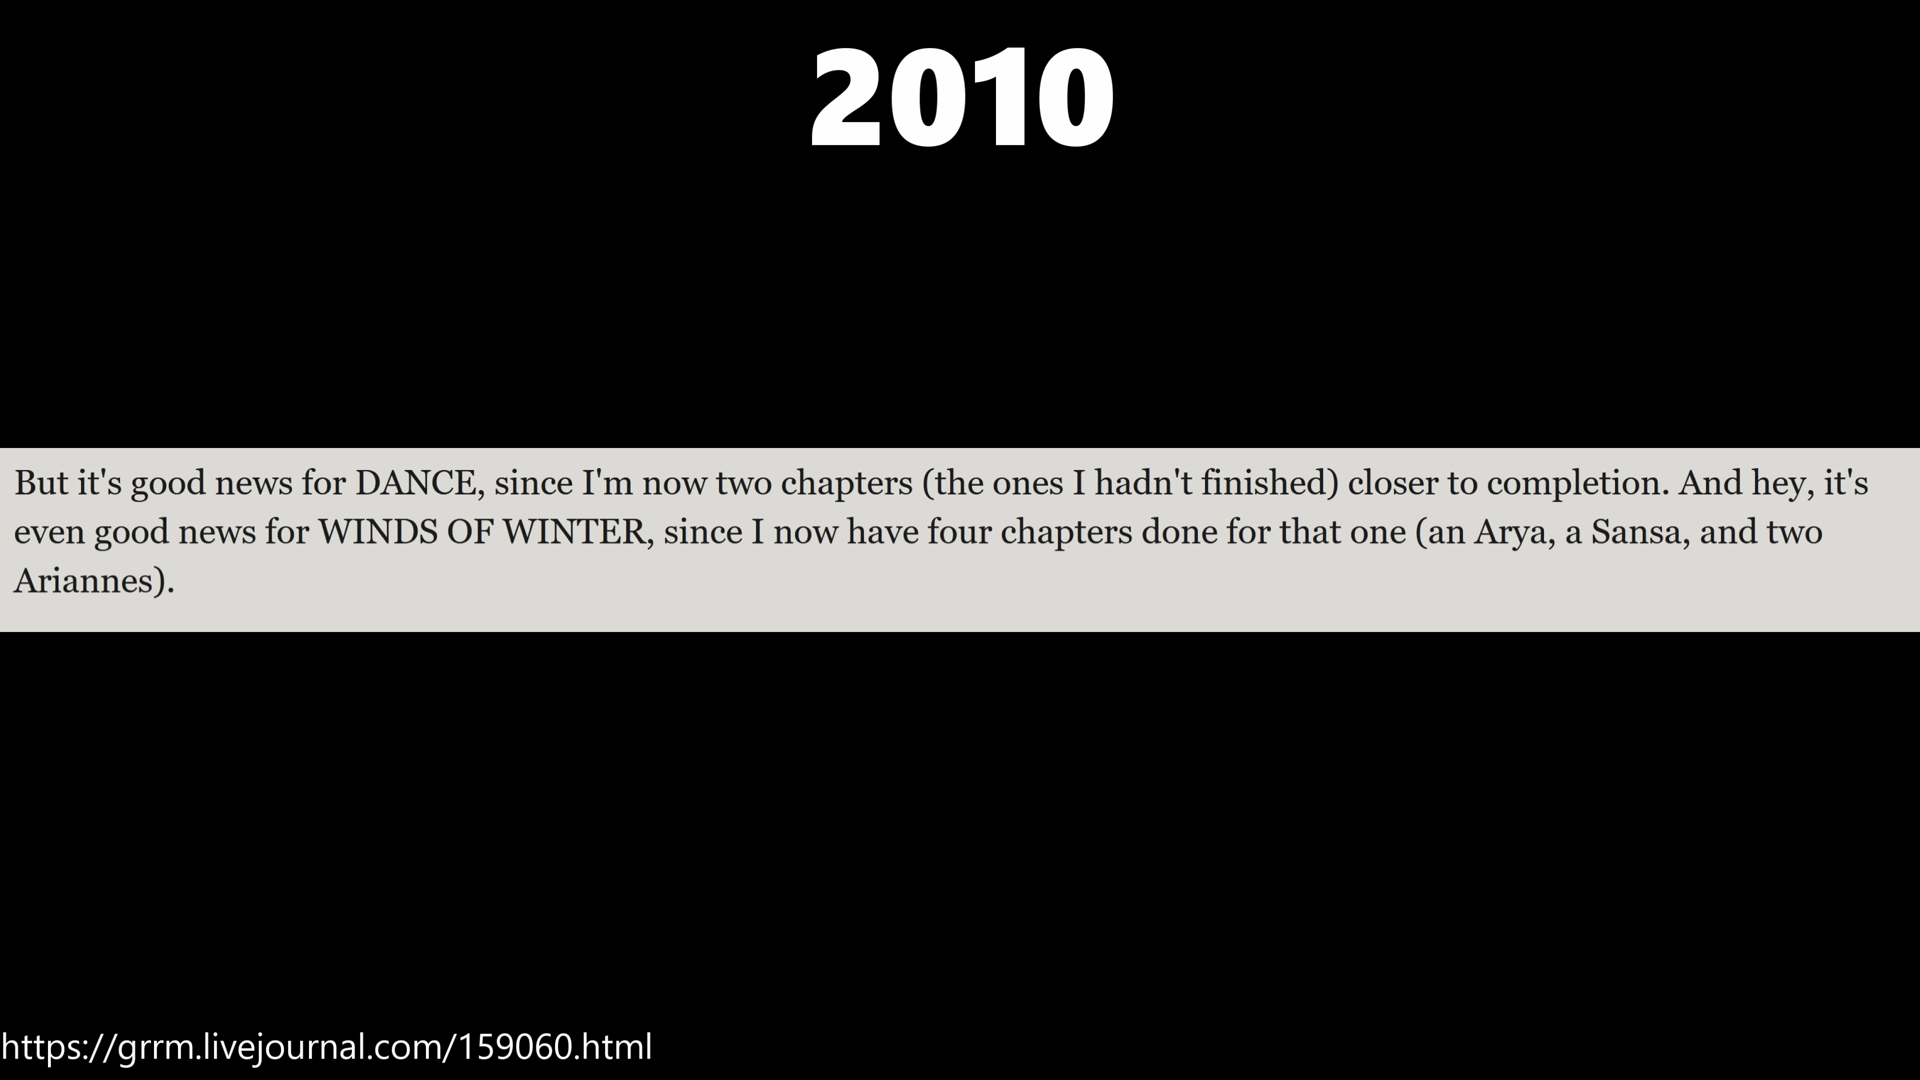 2010
But it's good news for DANCE, since I'm now two chapters (the ones I hadn't finished) closer to completion. And hey, it's
even good news for WINDS OF WINTER, since I now have four chapters done for that one (an Arya, a Sansa, and two
Ariannes).
https://grrm.livejournal.com/159060.html